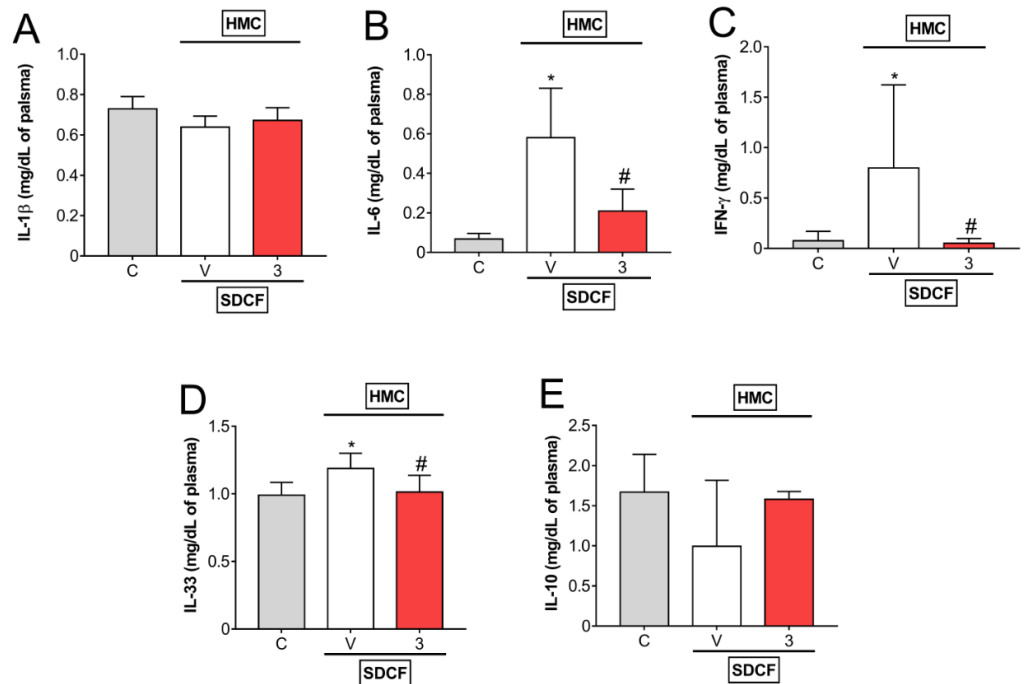 A
HMC
IL-1β (mg/dL of palsma)
1.0
0.8
0.6
0.4
0.2
0
C V 3
SDCF
B
HMC
IL-6 (mg/dL of plasma)
1.0
0.8
0.6
0.4
0.2
0
*
#
C V 3
SDCF
C
HMC
IFN-γ (mg/dL of plasma)
2.0
1.5
1.0
0.5
0
*
#
C V 3
SDCF
D
HMC
IL-33 (mg/dL of plasma)
1.5
1.0
0.5
0
*
#
C V 3
SDCF
E
HMC
IL-10 (mg/dL of plasma)
2.5
2.0
1.5
1.0
0.5
0
C V 3
SDCF